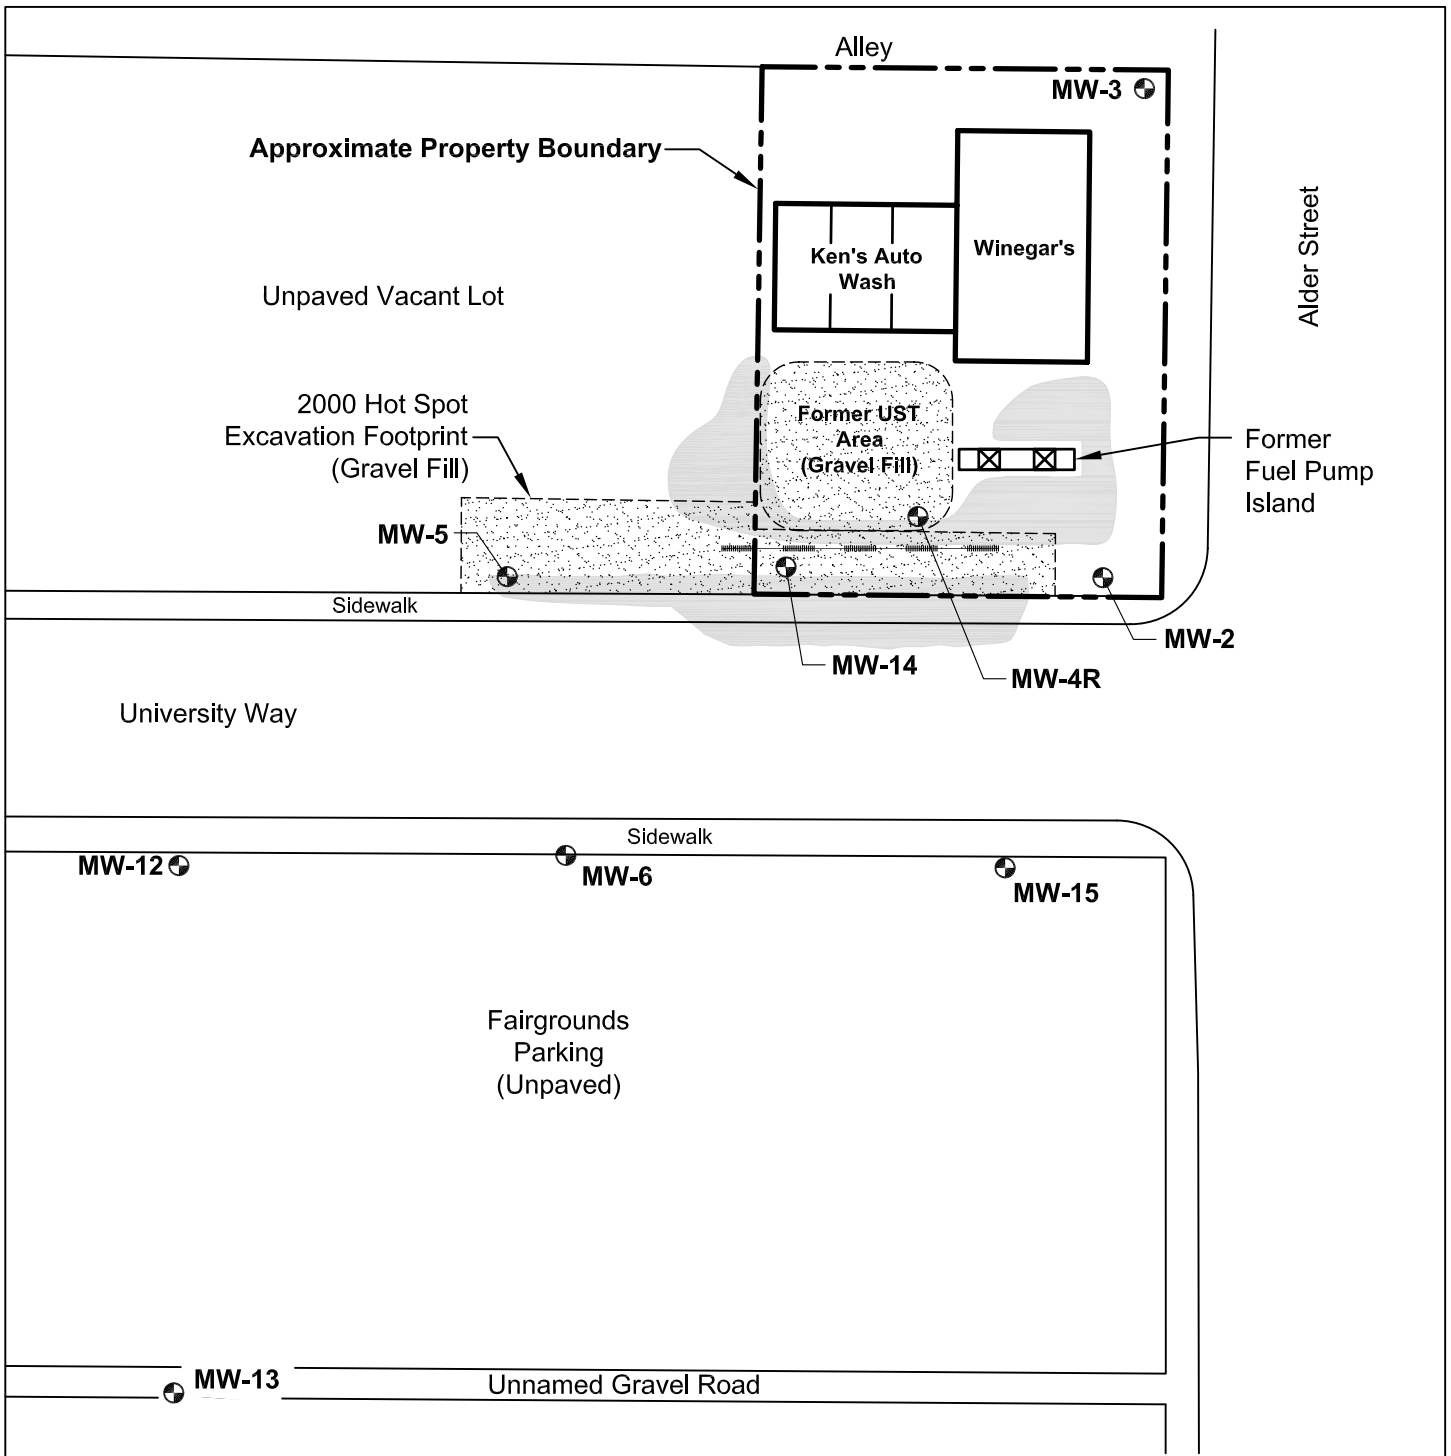 Alley
MW-3
Approximate Property Boundary
Alder Street
Ken's Auto
Wash
Winegar's
Unpaved Vacant Lot
2000 Hot Spot
Excavation Footprint
(Gravel Fill)
Former UST
Area
(Gravel Fill)
Former
Fuel Pump
Island
MW-5
Sidewalk
MW-2
MW-14
MW-4R
University Way
Sidewalk
MW-12
MW-6
MW-15
Fairgrounds
Parking
(Unpaved)
MW-13
Unnamed Gravel Road